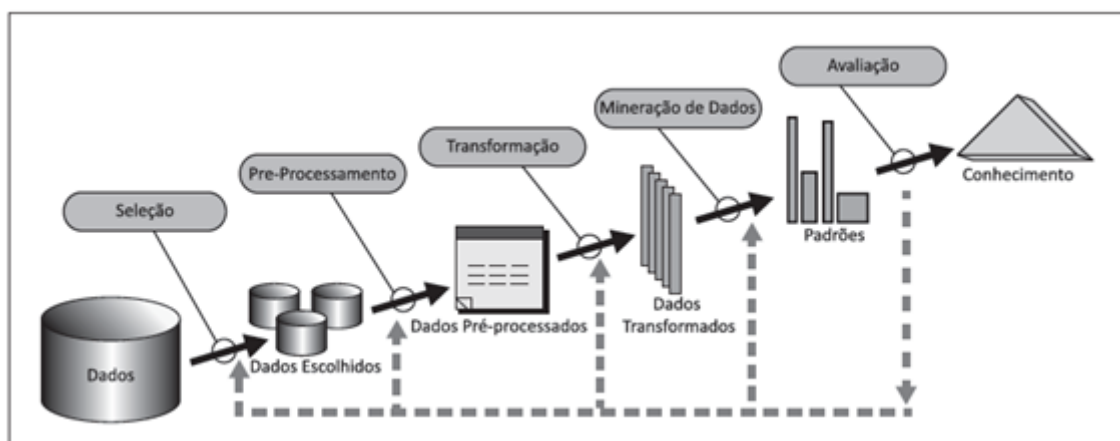 Avaliação
Mineração de Dados
Transformação
Pre-Processamento
Seleção
Conhecimento
Padrões
Dados
Transformados
Dados Pré-processados
Dados Escolhidos
Dados